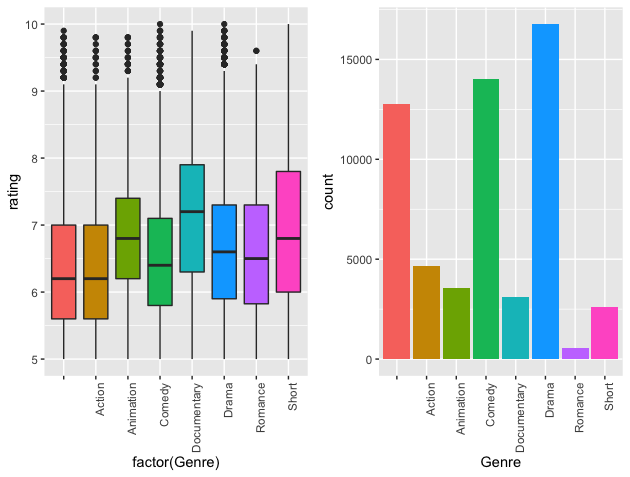 10
9
8
7
6
5
rating
Action
Animation
Comedy
Documentary
Drama
Romance
Short
factor(Genre)
15000
10000
5000
0
count
Action
Animation
Comedy
Documentary
Drama
Romance
Short
Genre